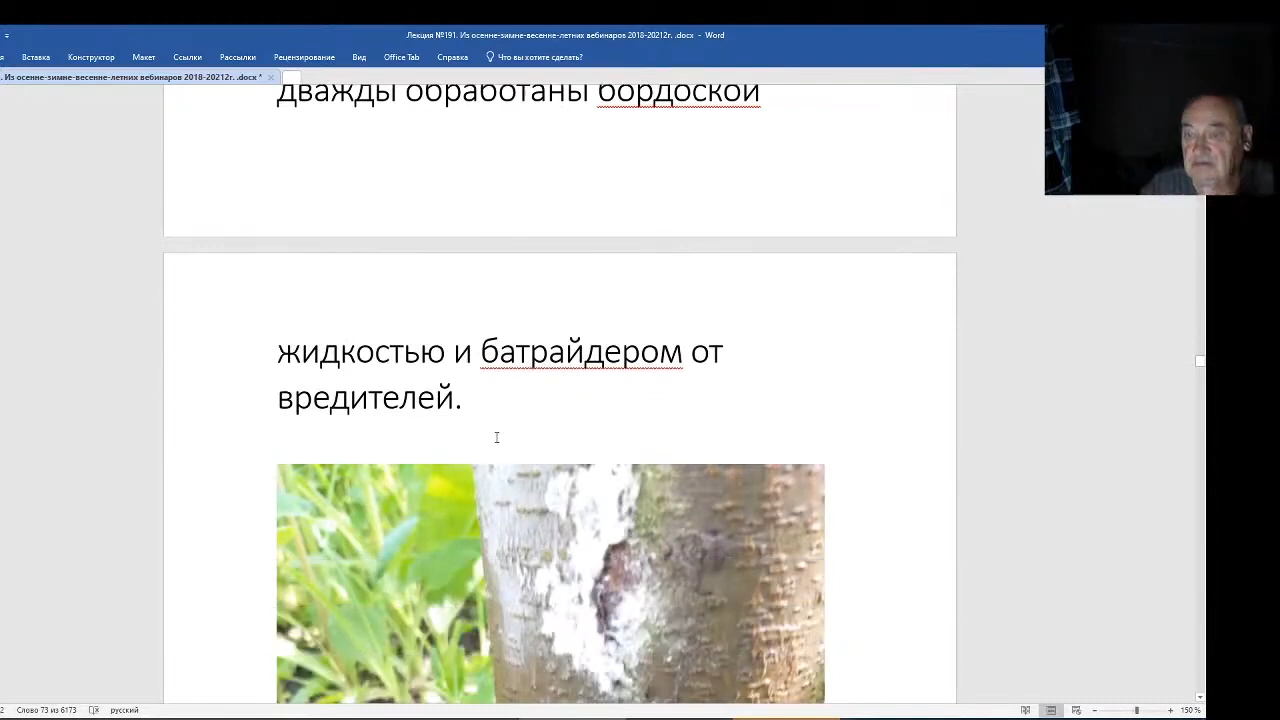 Лекция №191. Из осенне-зимне-весенне-летних вебинаров 2018-20212г. .docx - Word
Вставка Конструктор Макет Ссылки Рассылки Рецензирование Вид Office Tab Справка Что вы хотите сделать?
. Из осенне-зимне-весенне-летних вебинаров 2018-20212г. .docx *
дважды обработаны бордоской
жидкостью и батрайдером от
вредителей.
2 Слово 73 из 6173 русский 150 %